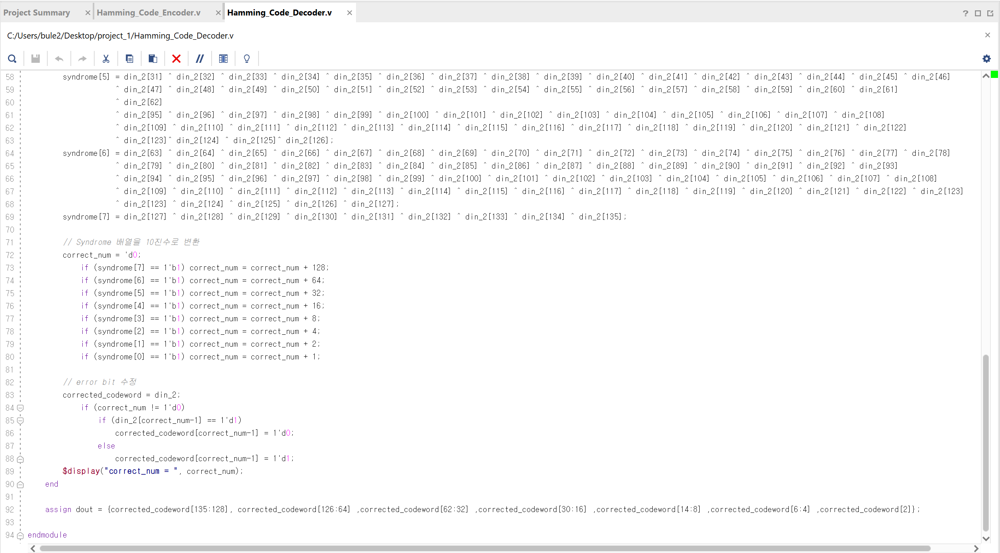 Project Summary × Hamming_Code_Encoder.v × Hamming_Code_Decoder.v ×
C:/Users/bule2/Desktop/project_1/Hamming_Code_Decoder.v
58 syndrome[5] = din_2[31] ^ din_2[32] ^ din_2[33] ^ din_2[34] ^ din_2[35] ^ din_2[36] ^ din_2[37] ^ din_2[38] ^ din_2[39] ^ din_2[40] ^ din_2[41] ^ din_2[42] ^ din_2[43] ^ din_2[44] ^ din_2[45] ^ din_2[46]
59 ^ din_2[47] ^ din_2[48] ^ din_2[49] ^ din_2[50] ^ din_2[51] ^ din_2[52] ^ din_2[53] ^ din_2[54] ^ din_2[55] ^ din_2[56] ^ din_2[57] ^ din_2[58] ^ din_2[59] ^ din_2[60] ^ din_2[61]
60 ^ din_2[62]
61 ^ din_2[95] ^ din_2[96] ^ din_2[97] ^ din_2[98] ^ din_2[99] ^ din_2[100] ^ din_2[101] ^ din_2[102] ^ din_2[103] ^ din_2[104] ^ din_2[105] ^ din_2[106] ^ din_2[107] ^ din_2[108]
62 ^ din_2[109] ^ din_2[110] ^ din_2[111] ^ din_2[112] ^ din_2[113] ^ din_2[114] ^ din_2[115] ^ din_2[116] ^ din_2[117] ^ din_2[118] ^ din_2[119] ^ din_2[120] ^ din_2[121] ^ din_2[122]
63 ^ din_2[123]^ din_2[124] ^ din_2[125]^ din_2[126];
64 syndrome[6] = din_2[63] ^ din_2[64] ^ din_2[65] ^ din_2[66] ^ din_2[67] ^ din_2[68] ^ din_2[69] ^ din_2[70] ^ din_2[71] ^ din_2[72] ^ din_2[73] ^ din_2[74] ^ din_2[75] ^ din_2[76] ^ din_2[77] ^ din_2[78]
65 ^ din_2[79] ^ din_2[80] ^ din_2[81] ^ din_2[82] ^ din_2[83] ^ din_2[84] ^ din_2[85] ^ din_2[86] ^ din_2[87] ^ din_2[88] ^ din_2[89] ^ din_2[90] ^ din_2[91] ^ din_2[92] ^ din_2[93]
66 ^ din_2[94] ^ din_2[95] ^ din_2[96] ^ din_2[97] ^ din_2[98] ^ din_2[99] ^ din_2[100] ^ din_2[101] ^ din_2[102] ^ din_2[103] ^ din_2[104] ^ din_2[105] ^ din_2[106] ^ din_2[107] ^ din_2[108]
67 ^ din_2[109] ^ din_2[110] ^ din_2[111] ^ din_2[112] ^ din_2[113] ^ din_2[114] ^ din_2[115] ^ din_2[116] ^ din_2[117] ^ din_2[118] ^ din_2[119] ^ din_2[120] ^ din_2[121] ^ din_2[122] ^ din_2[123]
68 ^ din_2[123] ^ din_2[124] ^ din_2[125] ^ din_2[126] ^ din_2[127];
69 syndrome[7] = din_2[127] ^ din_2[128] ^ din_2[129] ^ din_2[130] ^ din_2[131] ^ din_2[132] ^ din_2[133] ^ din_2[134] ^ din_2[135];
70
71 // Syndrome 배열을 10진수로 변환
72 correct_num = 'd0;
73 if (syndrome[7] == 1'b1) correct_num = correct_num + 128;
74 if (syndrome[6] == 1'b1) correct_num = correct_num + 64;
75 if (syndrome[5] == 1'b1) correct_num = correct_num + 32;
76 if (syndrome[4] == 1'b1) correct_num = correct_num + 16;
77 if (syndrome[3] == 1'b1) correct_num = correct_num + 8;
78 if (syndrome[2] == 1'b1) correct_num = correct_num + 4;
79 if (syndrome[1] == 1'b1) correct_num = correct_num + 2;
80 if (syndrome[0] == 1'b1) correct_num = correct_num + 1;
81
82 // error bit 수정
83 corrected_codeword = din_2;
84 if (correct_num != 1'd0)
85 if (din_2[correct_num-1] == 1'd1)
86 corrected_codeword[correct_num-1] = 1'd0;
87 else
88 corrected_codeword[correct_num-1] = 1'd1;
89 $display("correct_num = ", correct_num);
90 end
91
92 assign dout = {corrected_codeword[135:128], corrected_codeword[126:64] ,corrected_codeword[62:32] ,corrected_codeword[30:16] ,corrected_codeword[14:8] ,corrected_codeword[6:4] ,corrected_codeword[2]};
93
94 endmodule